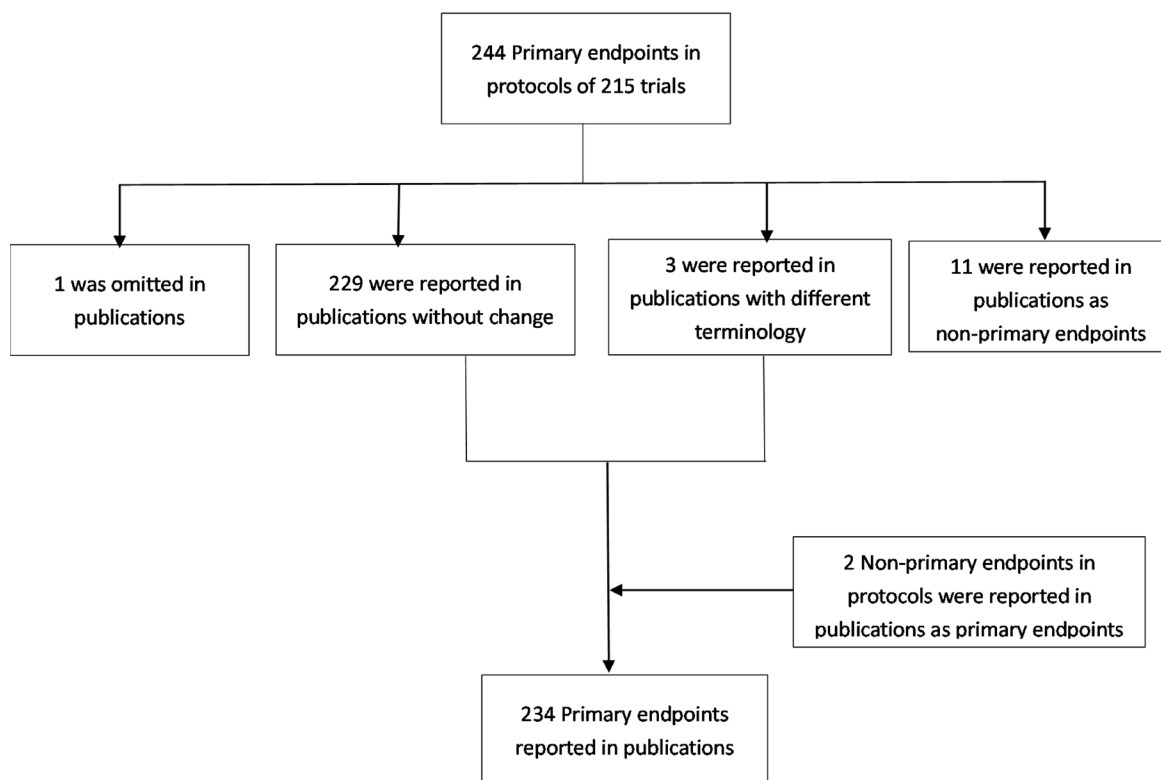 244 Primary endpoints in
protocols of 215 trials
1 was omitted in
publications
229 were reported in
publications without change
3 were reported in
publications with different
terminology
11 were reported in
publications as
non-primary endpoints
2 Non-primary endpoints in
protocols were reported in
publications as primary endpoints
234 Primary endpoints
reported in publications